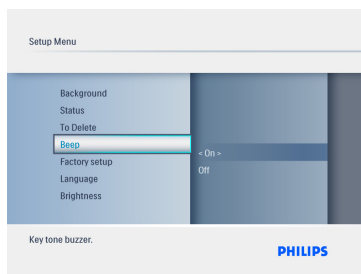 Setup Menu
Background
Status
To Delete
Beep
Factory setup
Language
Brightness
< On >
Off
Key tone buzzer.
PHILIPS